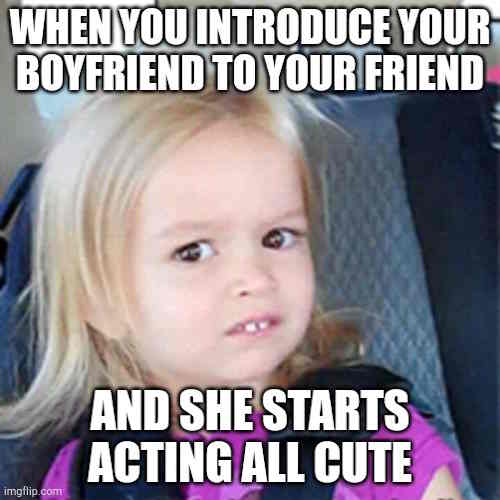 WHEN YOU INTRODUCE YOUR
BOYFRIEND TO YOUR FRIEND
AND SHE STARTS
ACTING ALL CUTE
imgflip.com